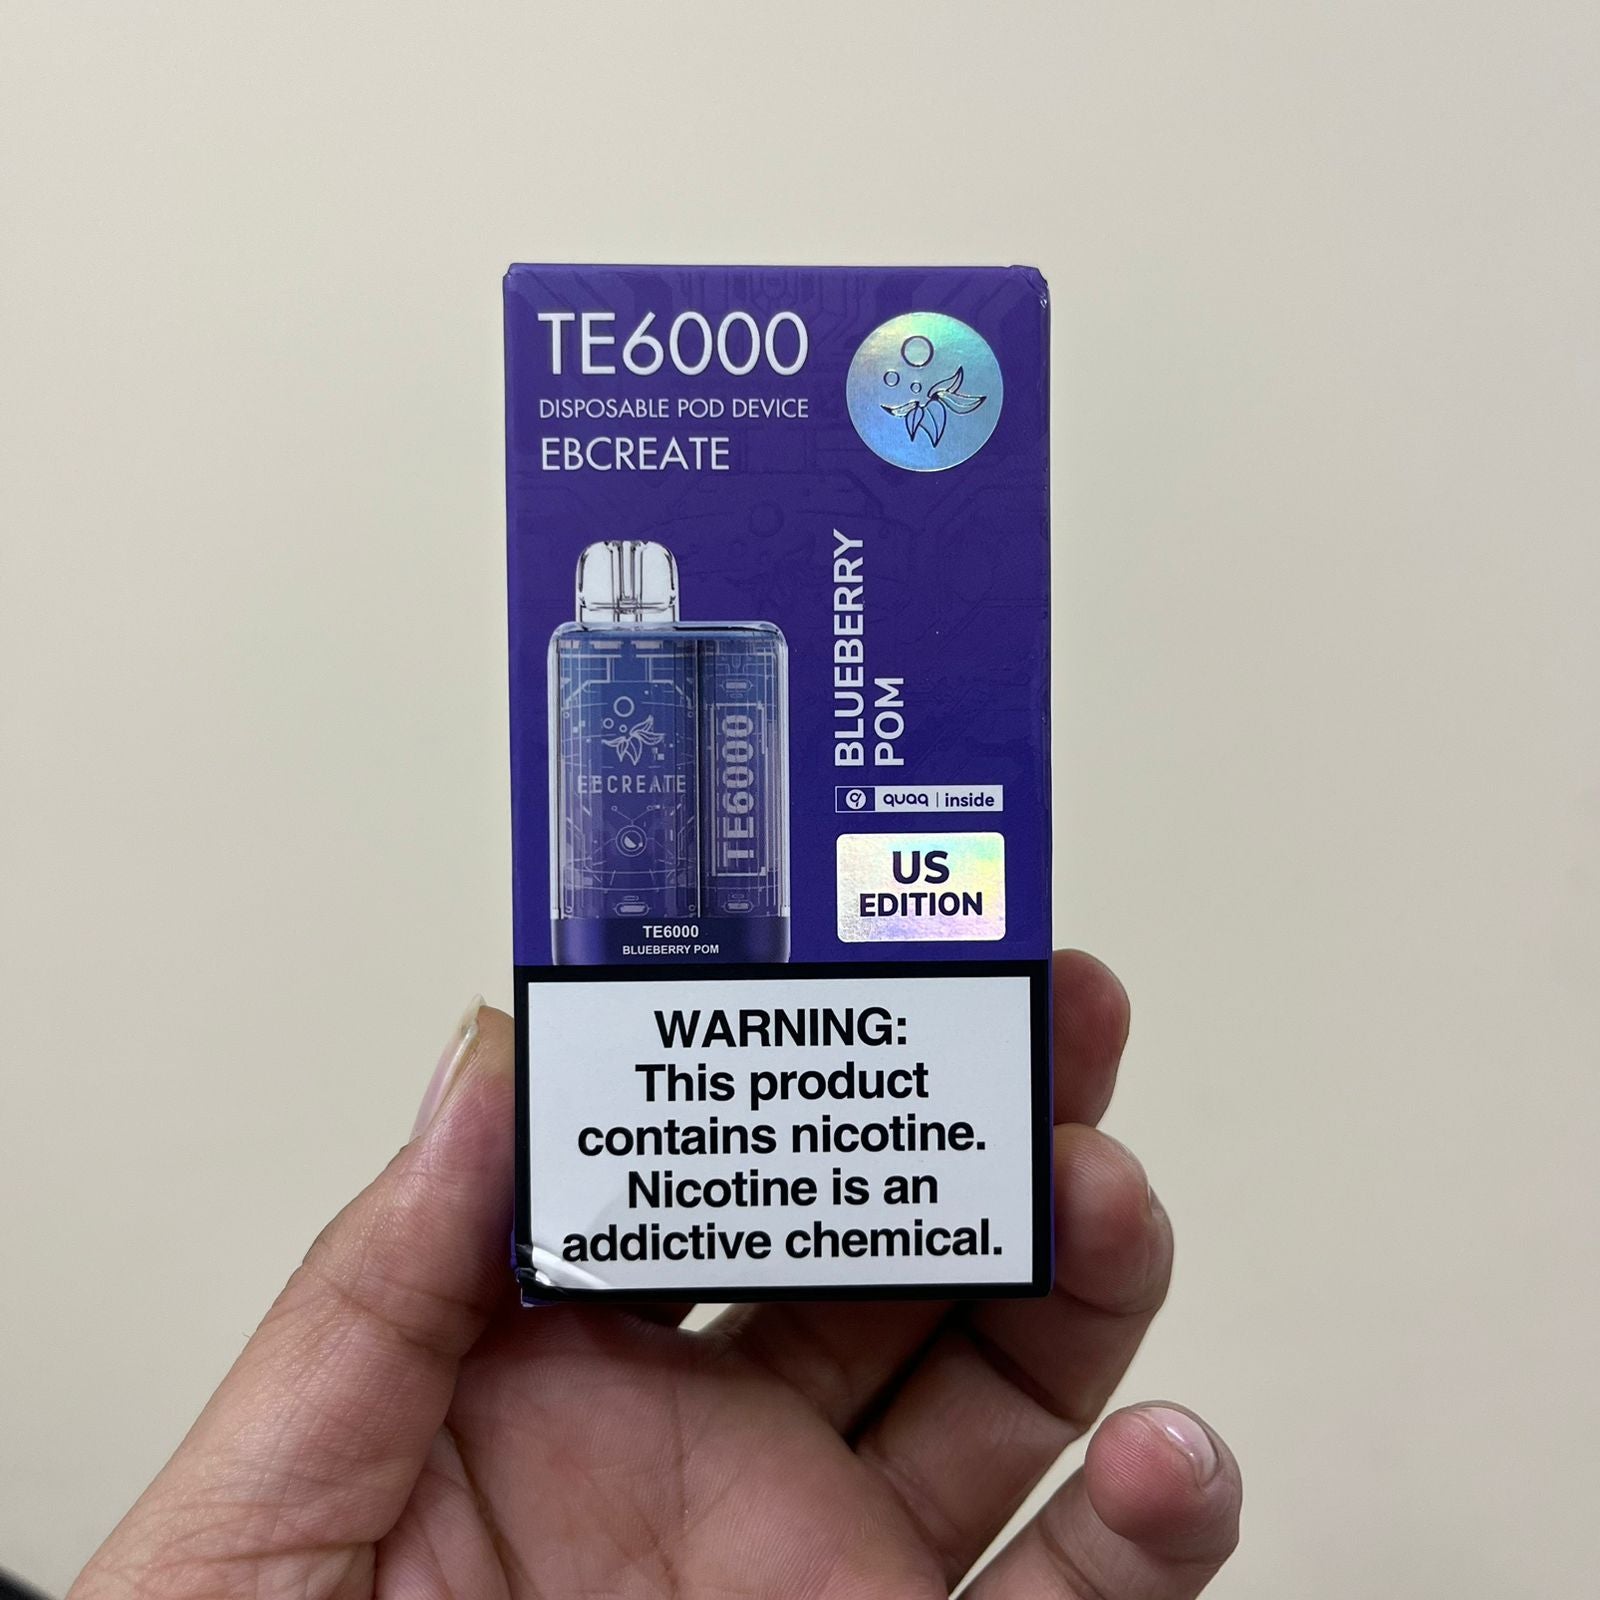 TE6000
DISPOSABLE POD DEVICE
EBCREATE
BLUEBERRY
POM
EBCREATE
TE6000
TE6000
BLUEBERRY POM
quaq | inside
US
EDITION
WARNING:
This product
contains nicotine.
Nicotine is an
addictive chemical.